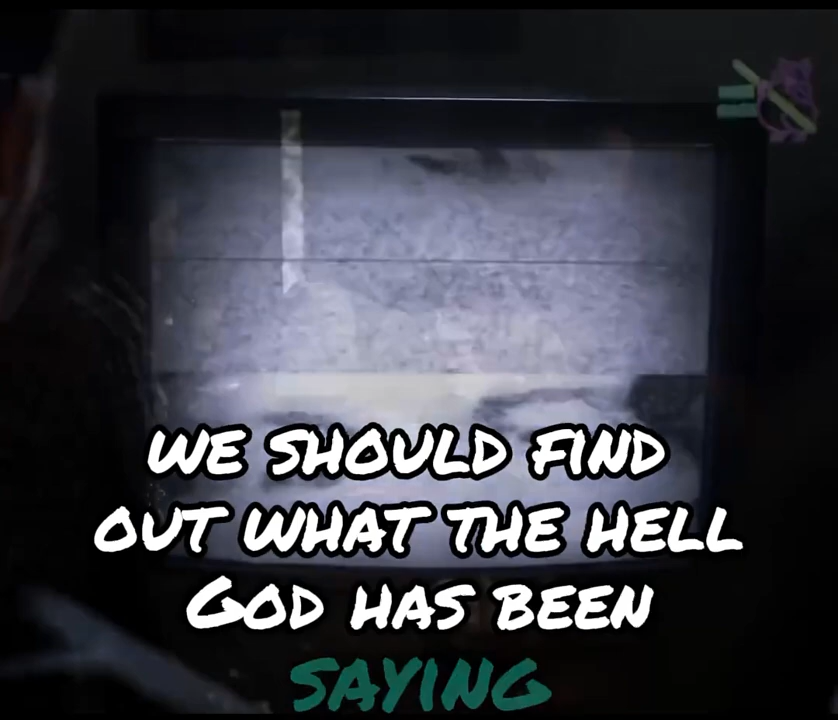 WE SHOULD FIND
OUT WHAT THE HELL
GOD HAS BEEN
SAYING